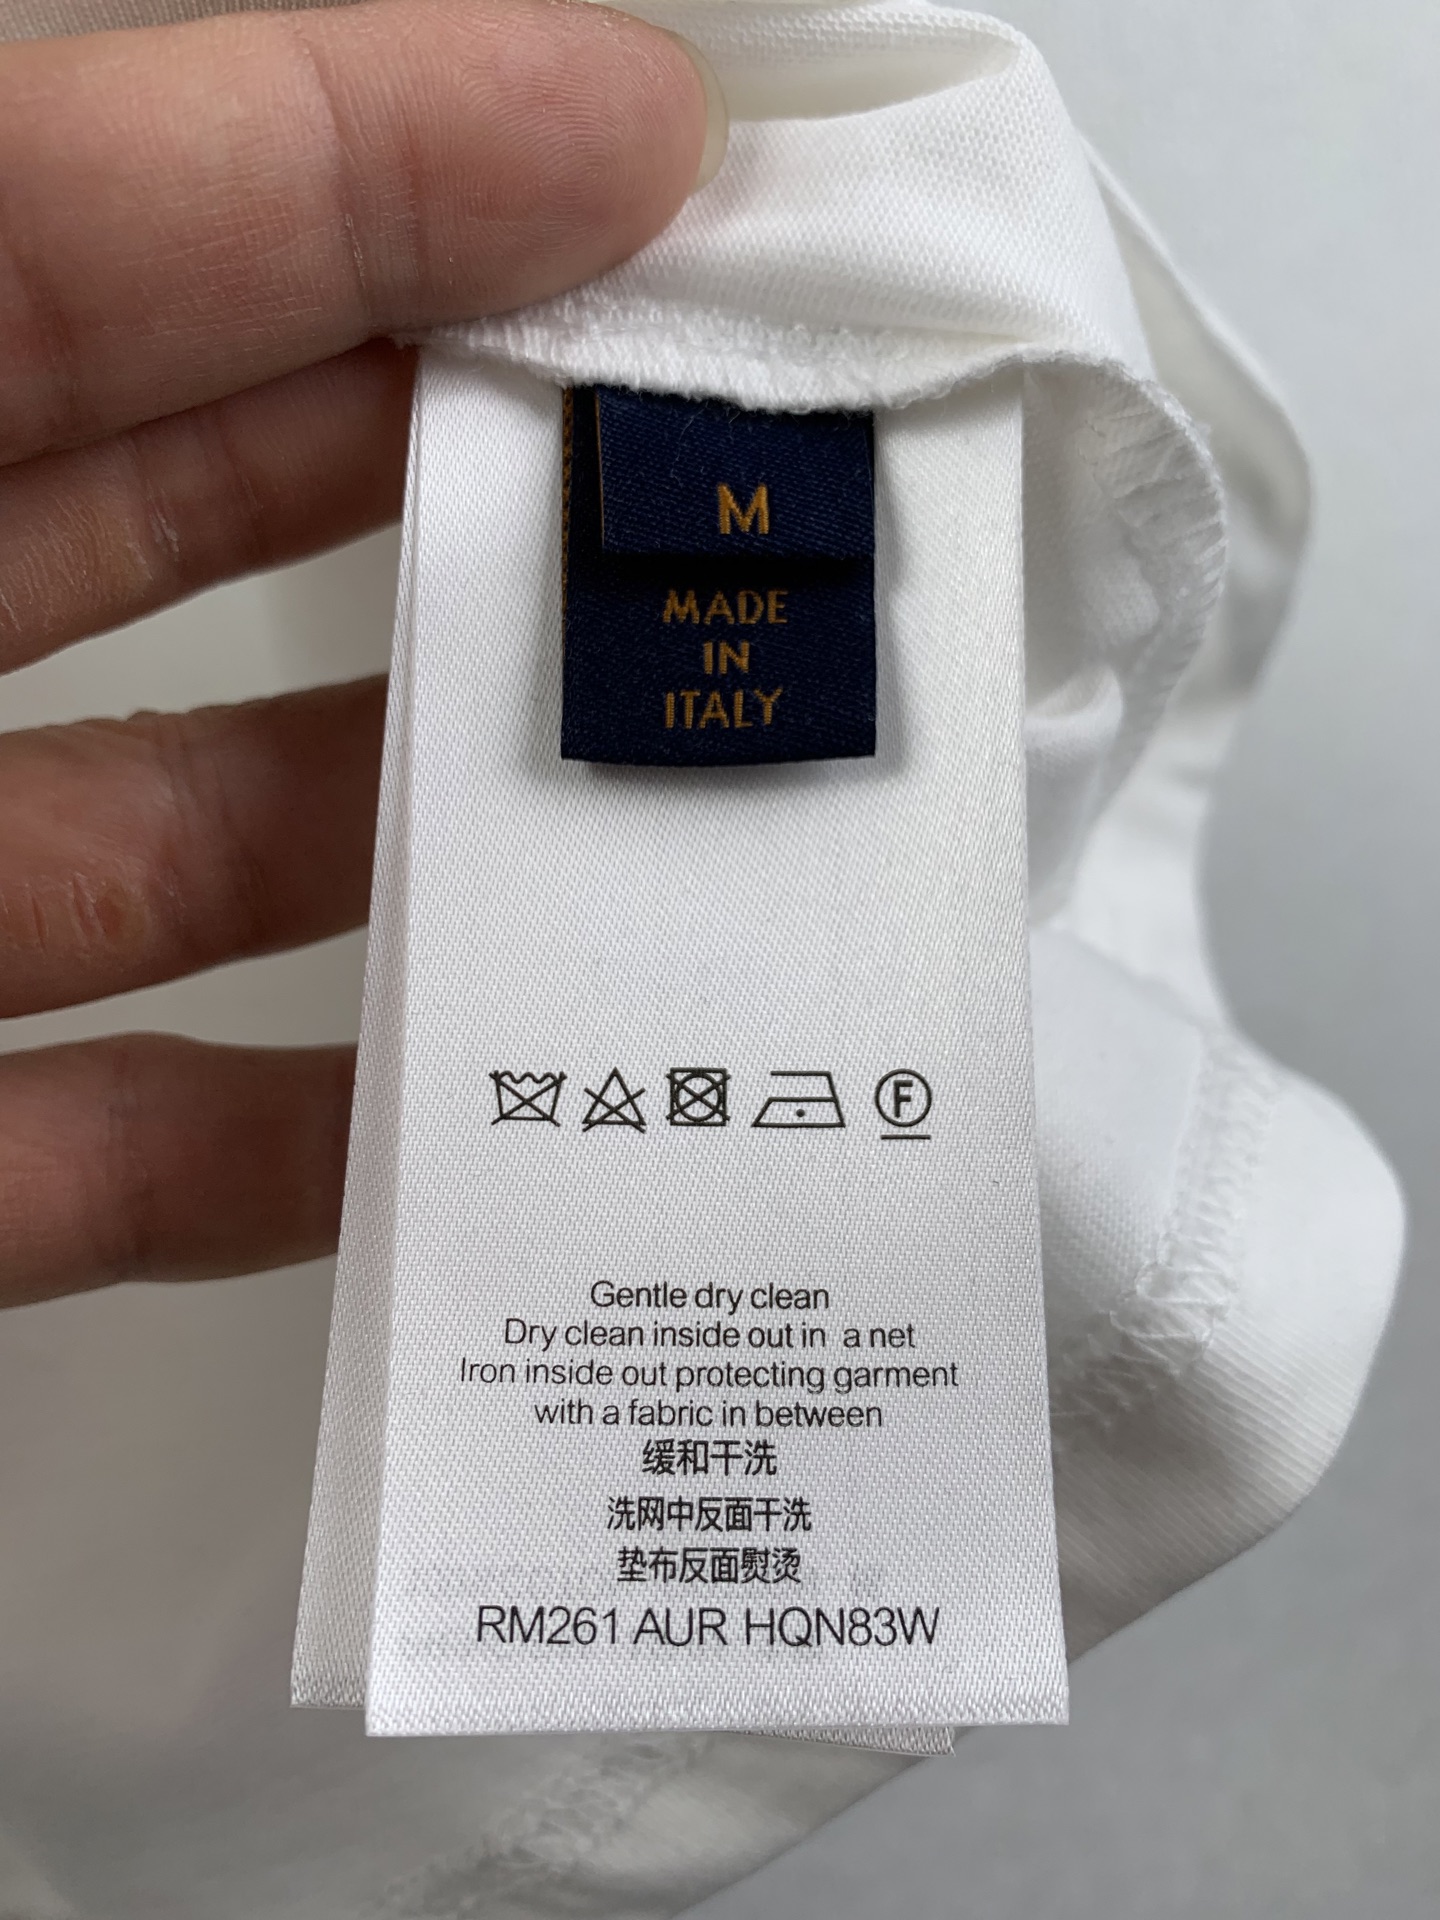 M
MADE
IN
ITALY
F
Gentle dry clean
Dry clean inside out in a net
Iron inside out protecting garment
with a fabric in between
缓和干洗
洗网中反面干洗
垫布反面熨烫
RM261 AUR HQN83W